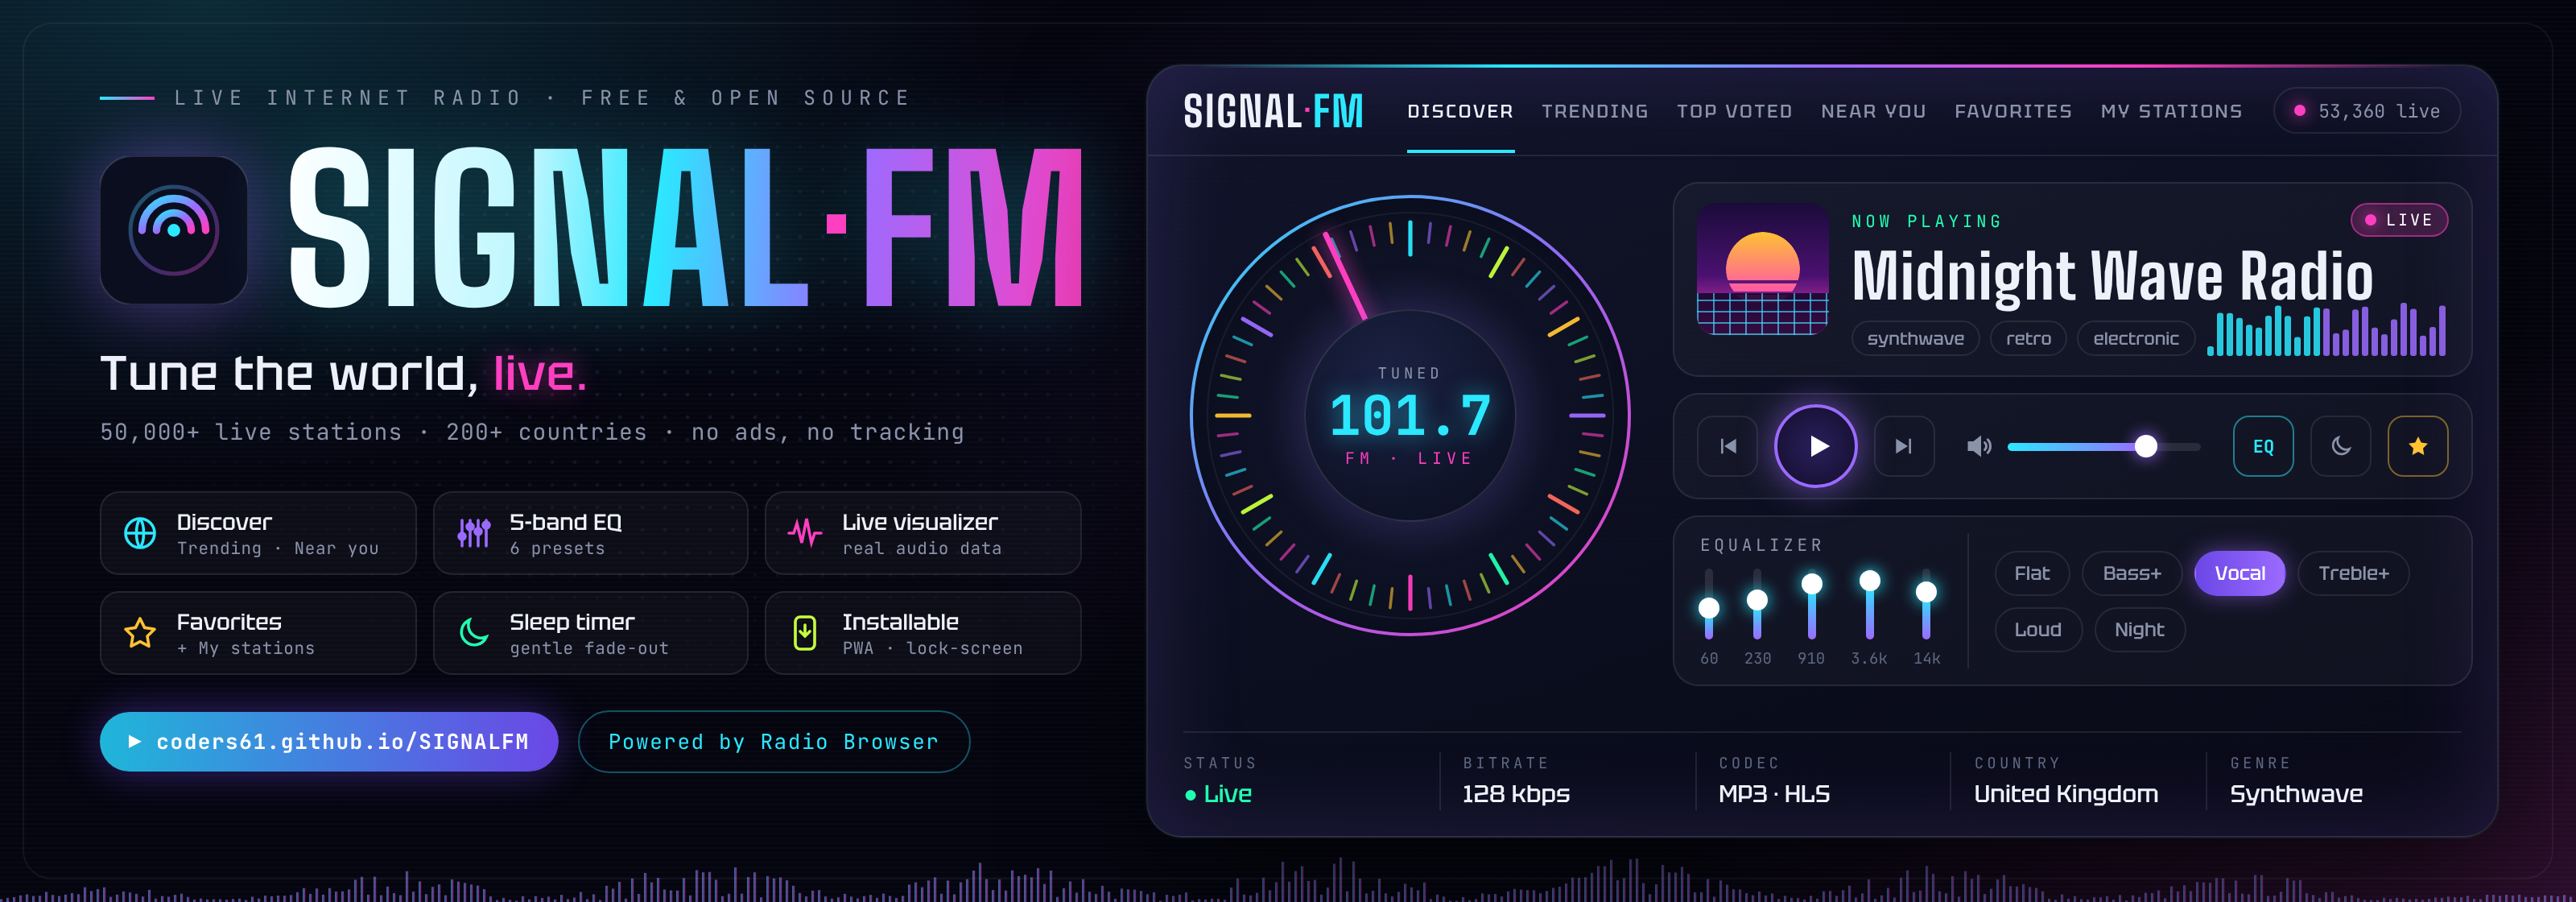 LIVE INTERNET RADIO · FREE & OPEN SOURCE
SIGNAL·FM
Tune the world, live.
50,000+ live stations · 200+ countries · no ads, no tracking
Discover
Trending · Near you
5-band EQ
6 presets
Live visualizer
real audio data
Favorites
+ My stations
Sleep timer
gentle fade-out
Installable
PWA · lock-screen
coders61.github.io/SIGNALFM
Powered by Radio Browser
SIGNAL·FM
DISCOVER
TRENDING
TOP VOTED
NEAR YOU
FAVORITES
MY STATIONS
53,360 live
TUNED
101.7
FM · LIVE
NOW PLAYING
LIVE
Midnight Wave Radio
synthwave
retro
electronic
EQ
EQUALIZER
60
230
910
3.6k
14k
Flat
Bass+
Vocal
Treble+
Loud
Night
STATUS
Live
BITRATE
128 kbps
CODEC
MP3 · HLS
COUNTRY
United Kingdom
GENRE
Synthwave